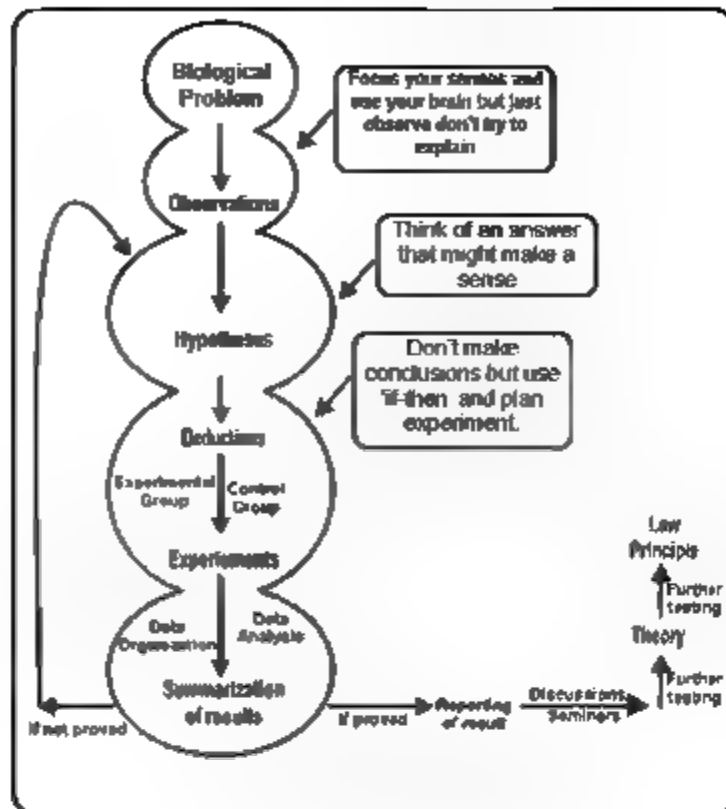 Biological
Problem
Focus your senses and
use your brain but just
observe don't try to
explain
Observations
Think of an answer
that might make a
sense
Hypothesis
Don't make
conclusions but use
'if-then and plan
experiment.
Deductions
Experimental
Group
Control
Group
Experiements
Data
Organization
Data
Analysis
Summarization
of results
If not proved
If proved
Reporting
of result
Discussions
Seminars
Further
testing
Theory
Further
testing
Law
Principle